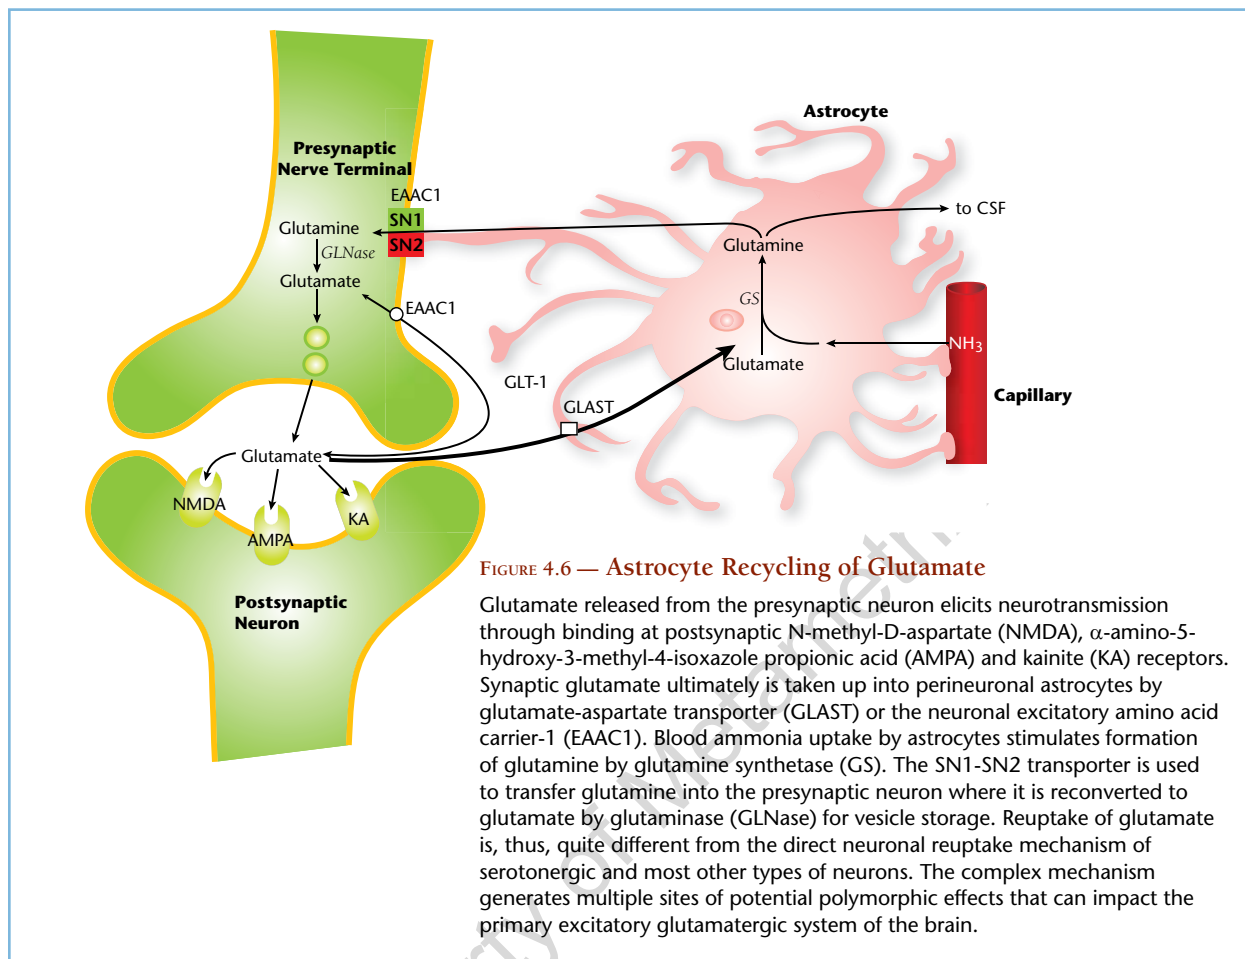 Astrocyte
Presynaptic
Nerve Terminal
EAAC1
SN1
SN2
Glutamine
GLNase
Glutamate
EAAC1
to CSF
Glutamine
GS
NH3
Glutamate
Capillary
GLT-1
GLAST
Glutamate
NMDA
AMPA
KA
Postsynaptic
Neuron
FIGURE 4.6 — Astrocyte Recycling of Glutamate
Glutamate released from the presynaptic neuron elicits neurotransmission
through binding at postsynaptic N-methyl-D-aspartate (NMDA), α-amino-5-
hydroxy-3-methyl-4-isoxazole propionic acid (AMPA) and kainite (KA) receptors.
Synaptic glutamate ultimately is taken up into perineuronal astrocytes by
glutamate-aspartate transporter (GLAST) or the neuronal excitatory amino acid
carrier-1 (EAAC1). Blood ammonia uptake by astrocytes stimulates formation
of glutamine by glutamine synthetase (GS). The SN1-SN2 transporter is used
to transfer glutamine into the presynaptic neuron where it is reconverted to
glutamate by glutaminase (GLNase) for vesicle storage. Reuptake of glutamate
is, thus, quite different from the direct neuronal reuptake mechanism of
serotonergic and most other types of neurons. The complex mechanism
generates multiple sites of potential polymorphic effects that can impact the
primary excitatory glutamatergic system of the brain.